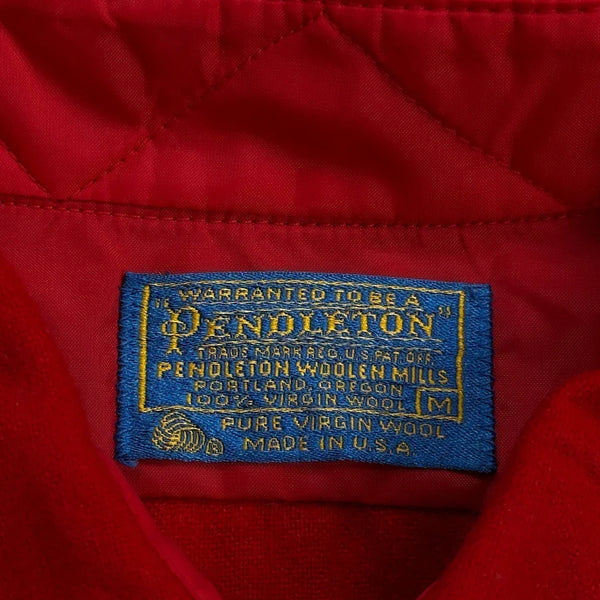 WARRANTED TO BE A
"PENDLETON"
TRADE MARK REG. U.S. PAT. OFF.
PENDLETON WOOLEN MILLS
PORTLAND, OREGON
100% VIRGIN WOOL M
PURE VIRGIN WOOL
® MADE IN U.S.A.